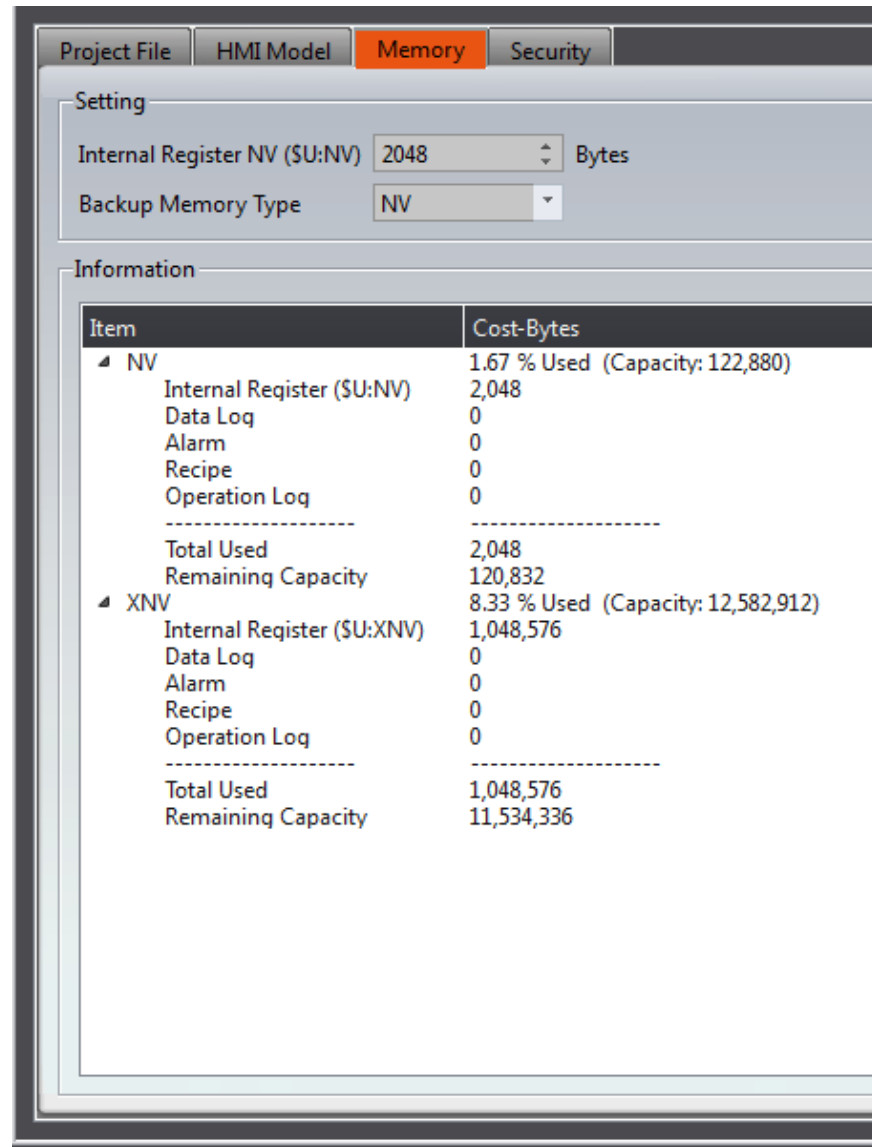 Project File HMI Model Memory Security
Setting
Internal Register NV ($U:NV) 2048 Bytes
Backup Memory Type NV
Information
Item Cost-Bytes
NV 1.67 % Used (Capacity: 122,880)
Internal Register ($U:NV) 2,048
Data Log 0
Alarm 0
Recipe 0
Operation Log 0
-------------------- --------------------
Total Used 2,048
Remaining Capacity 120,832
XNV 8.33 % Used (Capacity: 12,582,912)
Internal Register ($U:XNV) 1,048,576
Data Log 0
Alarm 0
Recipe 0
Operation Log 0
-------------------- --------------------
Total Used 1,048,576
Remaining Capacity 11,534,336